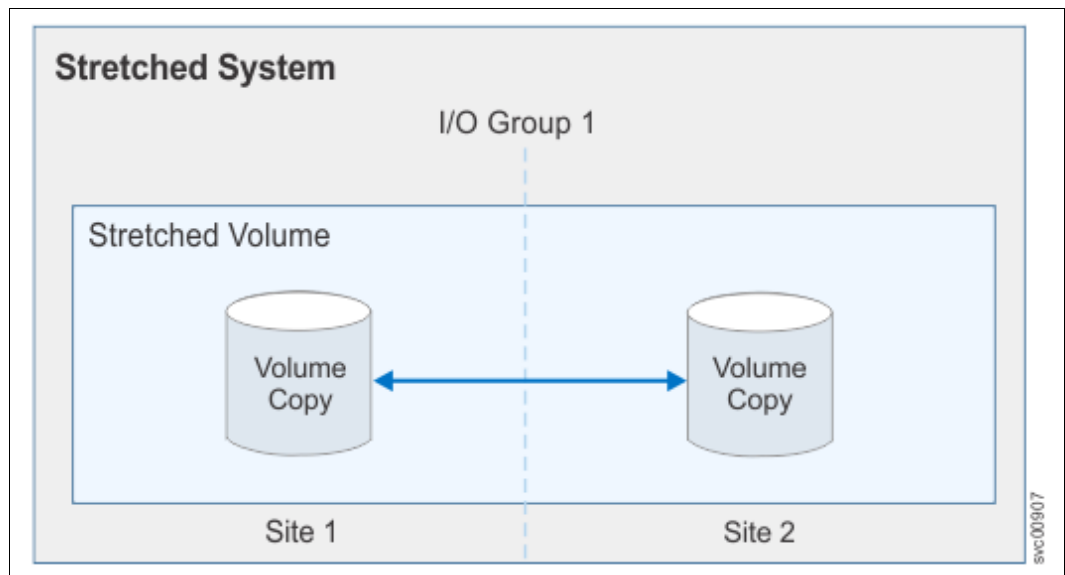 Stretched System
I/O Group 1
Stretched Volume
Volume
Copy
Volume
Copy
Site 1
Site 2
svc00907